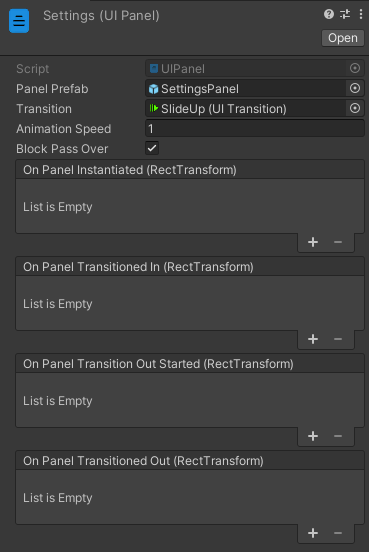 Settings (UI Panel)
Open
Script UIPanel
Panel Prefab SettingsPanel
Transition SlideUp (UI Transition)
Animation Speed 1
Block Pass Over
On Panel Instantiated (RectTransform)
List is Empty
+ −
On Panel Transitioned In (RectTransform)
List is Empty
+ −
On Panel Transition Out Started (RectTransform)
List is Empty
+ −
On Panel Transitioned Out (RectTransform)
List is Empty
+ −